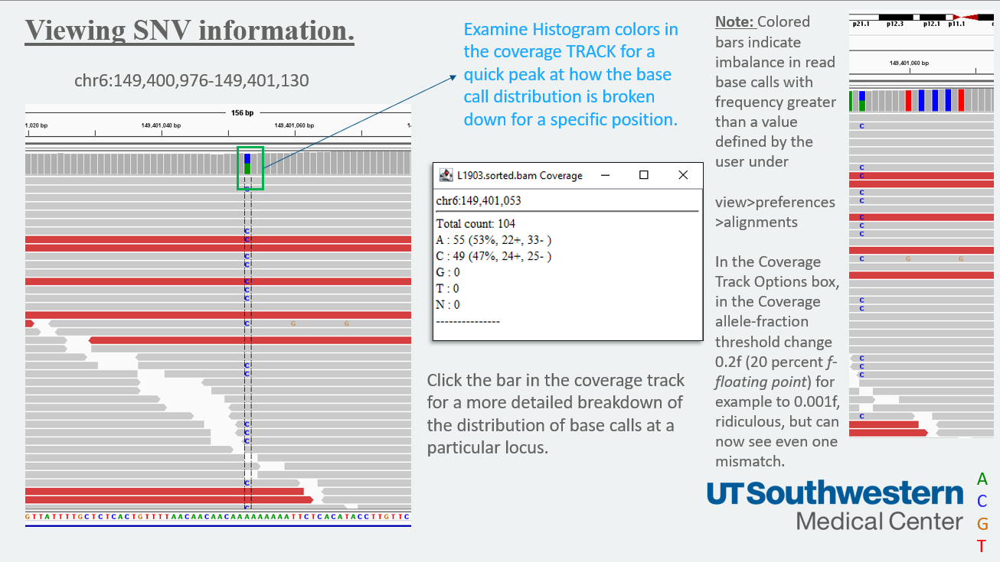 Viewing SNV information.
chr6:149,400,976-149,401,130
156 bp
1,020 bp
149,401,040 bp
149,401,060 bp
C
C
C
C
C
C
C
C
C G G
C
C
C
C
C
C
C
GTTATTTTGCTCTCACTGTTTTAACAACAACAAAAAAAAATTCTCACATACCTTGTTC
Examine Histogram colors in
the coverage TRACK for a
quick peak at how the base
call distribution is broken
down for a specific position.
L1903.sorted.bam Coverage
chr6:149,401,053
Total count: 104
A : 55 (53%, 22+, 33- )
C : 49 (47%, 24+, 25- )
G : 0
T : 0
N : 0
---------------
Click the bar in the coverage track
for a more detailed breakdown of
the distribution of base calls at a
particular locus.
Note: Colored
bars indicate
imbalance in read
base calls with
frequency greater
than a value
defined by the
user under
view>preferences
>alignments
In the Coverage
Track Options box,
in the Coverage
allele-fraction
threshold change
0.2f (20 percent f-
floating point) for
example to 0.001f,
ridiculous, but can
now see even one
mismatch.
p21.1 p12.3 p12.1 p11.1
149,401,060 bp
C
C
C
C
C
C
C
C
C G G
C
C
C
C
C
C
UTSouthwestern
Medical Center
A
C
G
T